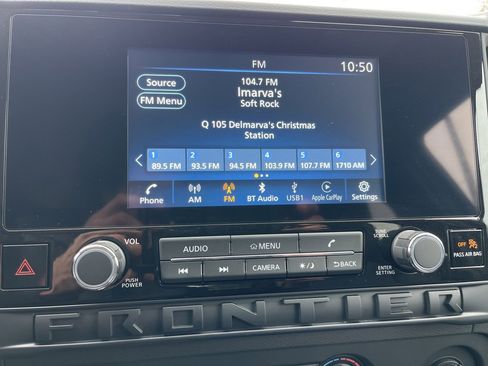 FM
10:50
Source
104.7 FM
FM Menu
lmarva's
Soft Rock
Q 105 Delmarva's Christmas
Station
1 2 3 4 5 6
89.5 FM 93.5 FM 94.5 FM 103.9 FM 107.7 FM 1710 AM
Phone AM FM BT Audio USB1 Apple CarPlay Settings
VOL
PUSH
POWER
AUDIO
MENU
CAMERA
BACK
TUNE
SCROLL
ENTER
SETTING
OFF
PASS AIR BAG
FRONTIER